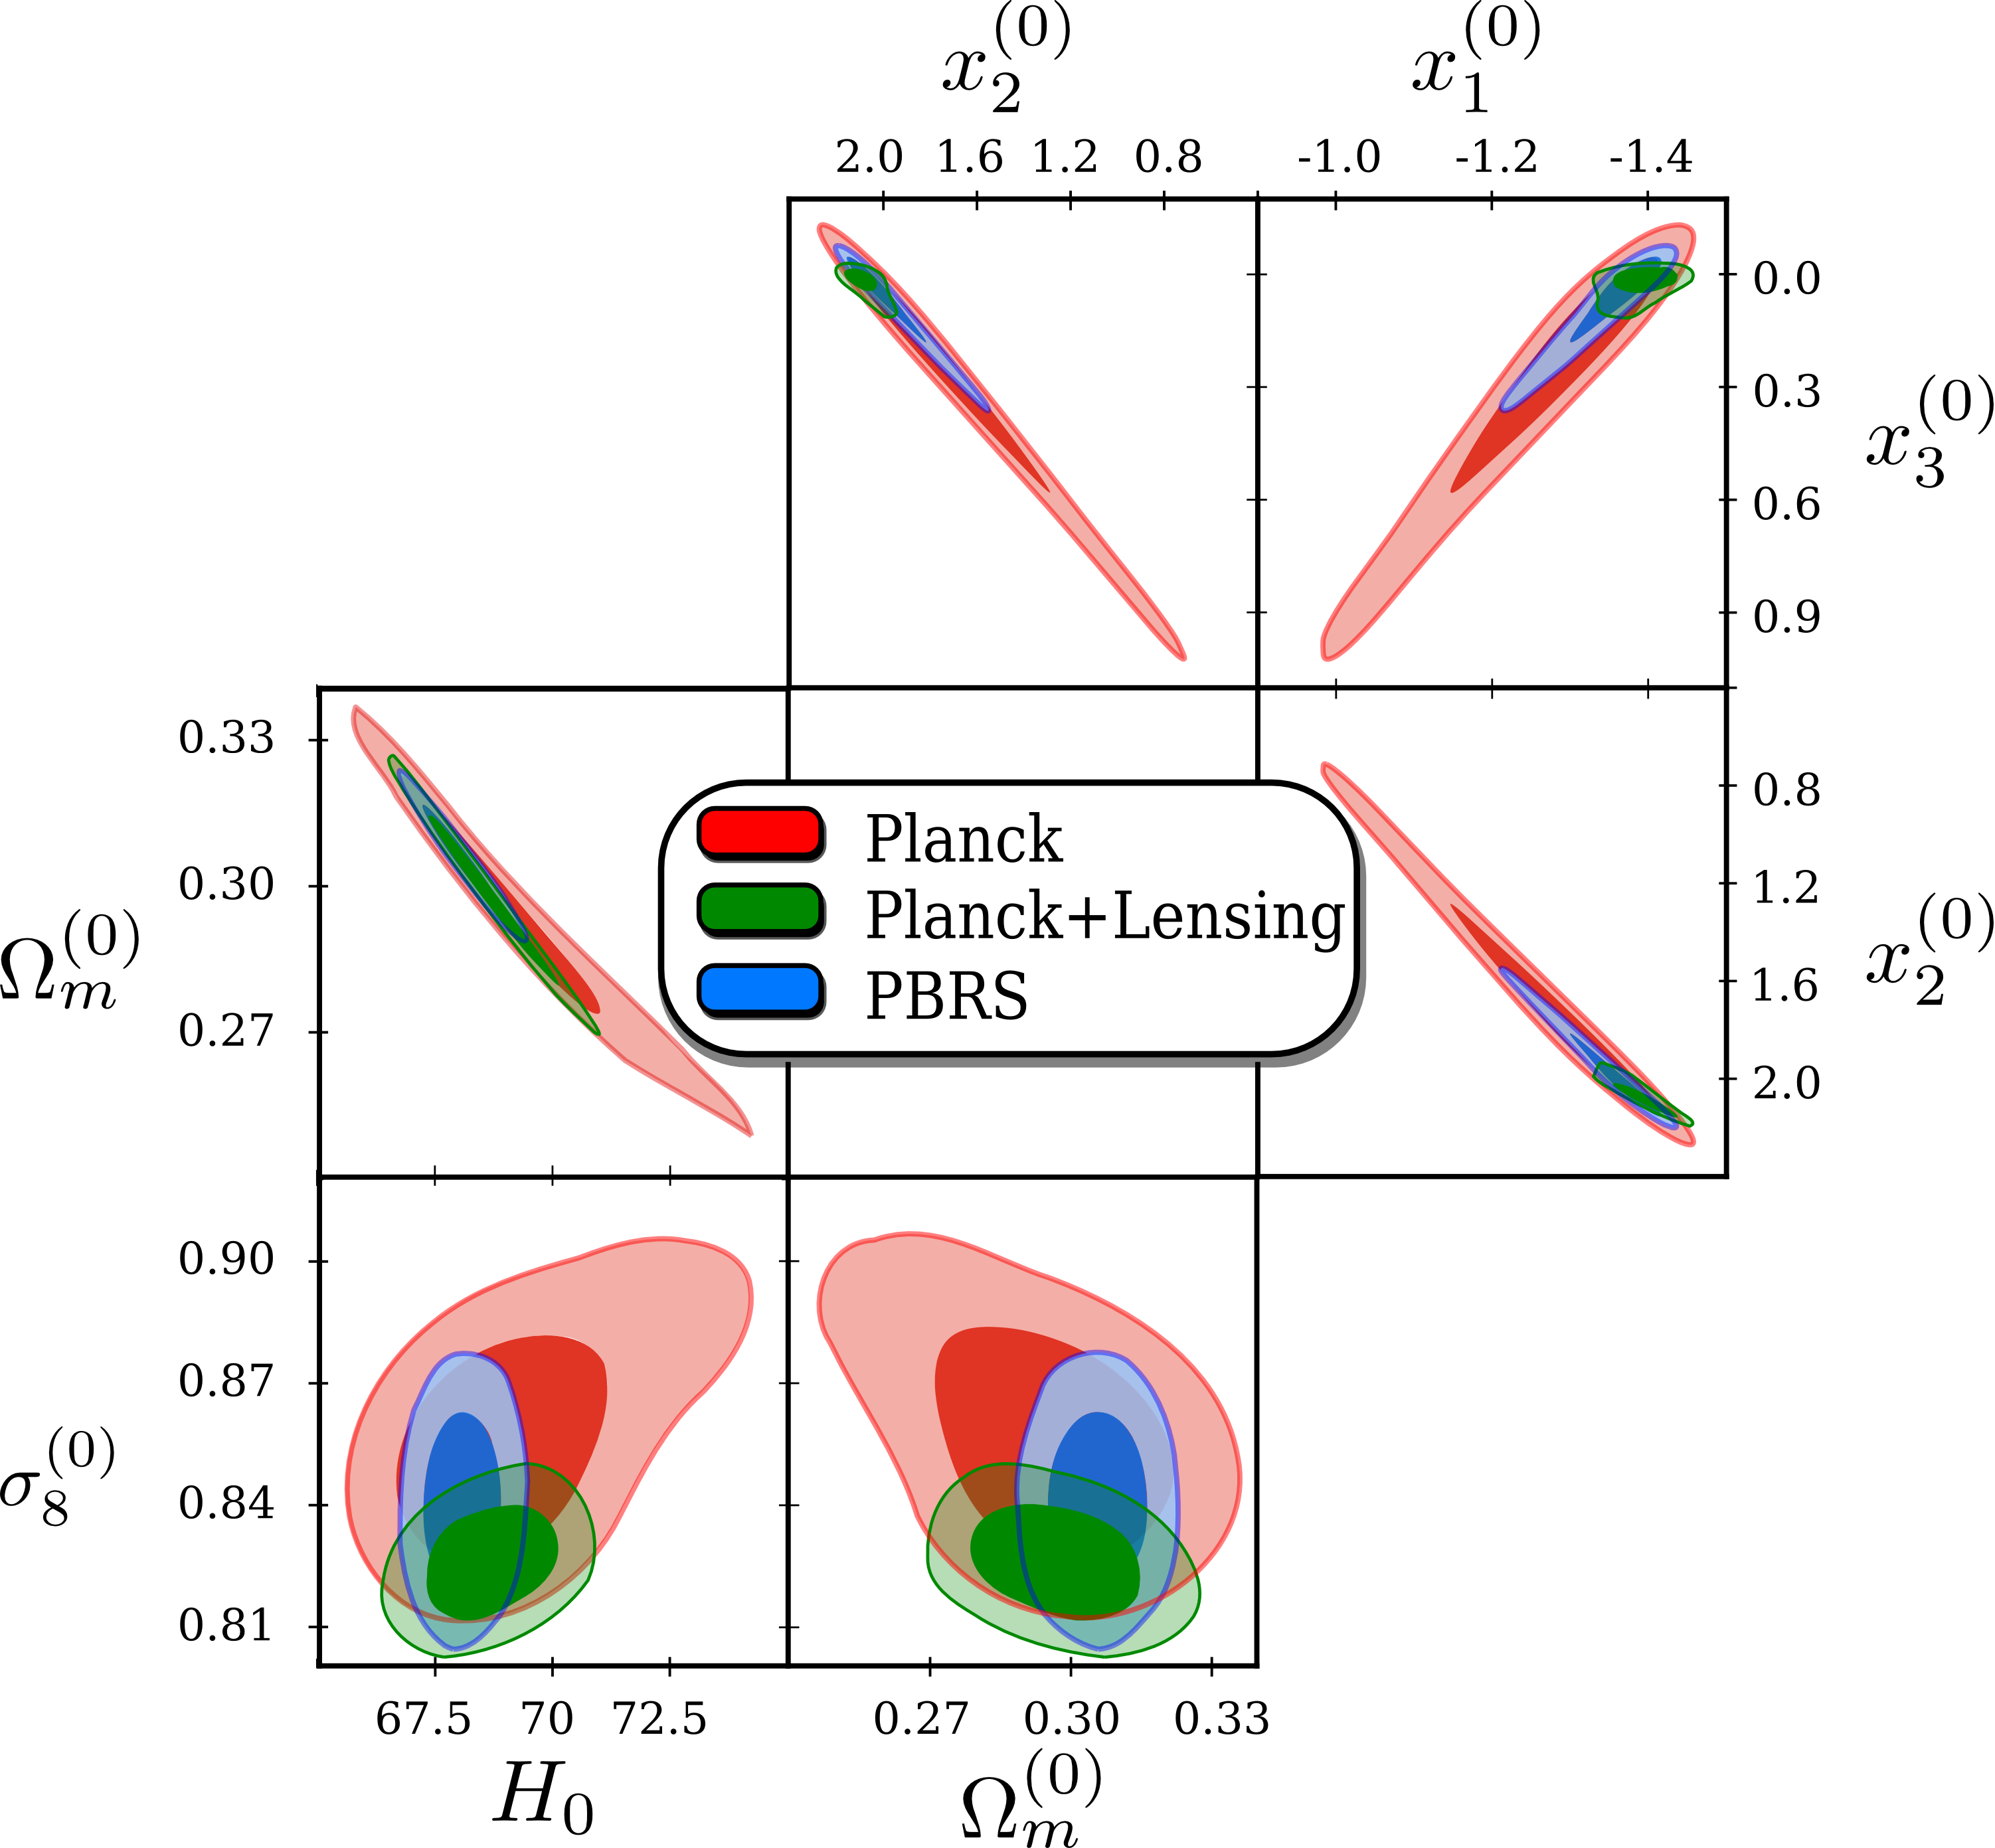 x_2^{(0)} x_1^{(0)}
2.0 1.6 1.2 0.8 -1.0 -1.2 -1.4
0.0
0.3
x_3^{(0)}
0.6
0.9
0.33
0.8
Planck
0.30
1.2
Planck+Lensing
Ω_m^{(0)}
x_2^{(0)}
1.6
PBRS
0.27
2.0
0.90
0.87
σ_8^{(0)}
0.84
0.81
67.5 70 72.5 0.27 0.30 0.33
H_0 Ω_m^{(0)}